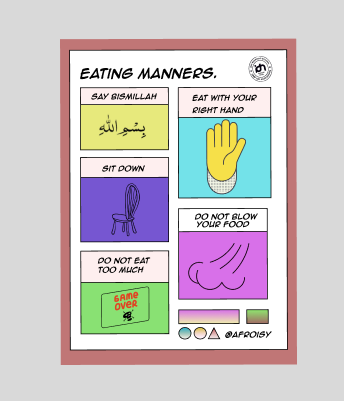 EATING MANNERS.
SAY BISMILLAH
بِسْمِ اللّٰهِ
SIT DOWN
DO NOT EAT
TOO MUCH
GAME
OVER
EAT WITH YOUR
RIGHT HAND
DO NOT BLOW
YOUR FOOD
@AFROISY